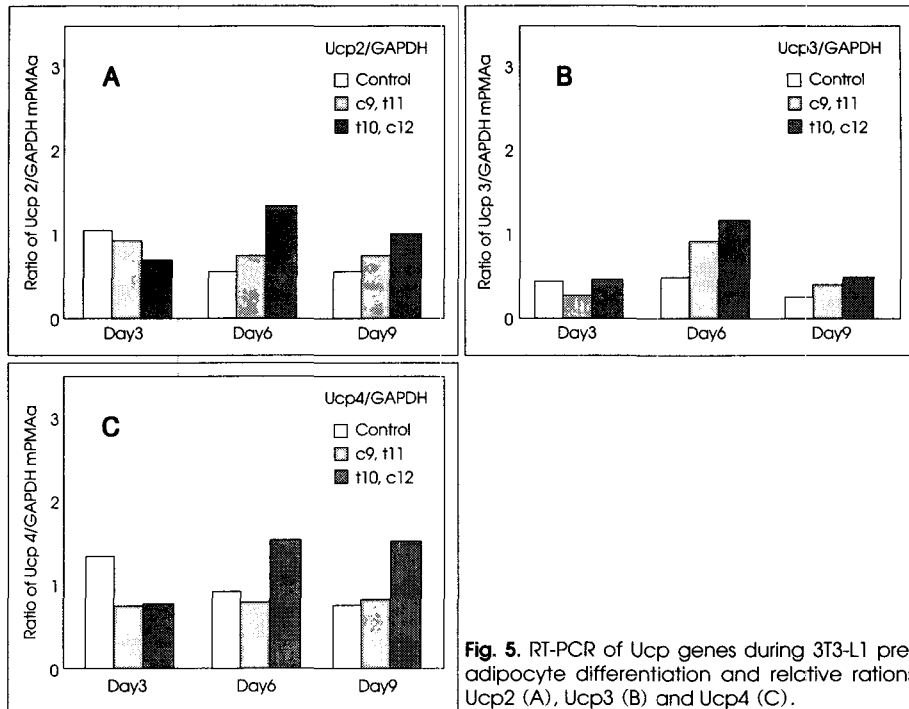 Ucp2/GAPDH
A
Control
c9, t11
t10, c12
Ratio of Ucp 2/GAPDH mPMAa
3
2
1
0
Day3 Day6 Day9
Ucp3/GAPDH
B
Control
c9, t11
t10, c12
Ratio of Ucp 3/GAPDH mPMAa
3
2
1
0
Day3 Day6 Day9
Ucp4/GAPDH
C
Control
c9, t11
t10, c12
Ratio of Ucp 4/GAPDH mPMAa
3
2
1
0
Day3 Day6 Day9
Fig. 5. RT-PCR of Ucp genes during 3T3-L1 pre-
adipocyte differentiation and relctive rations
Ucp2 (A), Ucp3 (B) and Ucp4 (C).